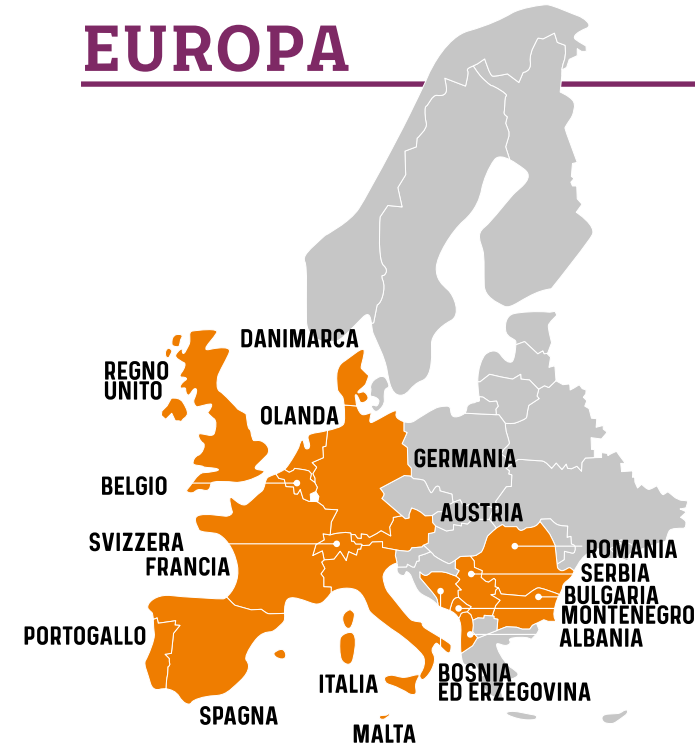 EUROPA
DANIMARCA
REGNO
UNITO
OLANDA
GERMANIA
BELGIO
AUSTRIA
SVIZZERA
ROMANIA
FRANCIA
SERBIA
BULGARIA
MONTENEGRO
PORTOGALLO
ALBANIA
BOSNIA
ED ERZEGOVINA
ITALIA
SPAGNA
MALTA